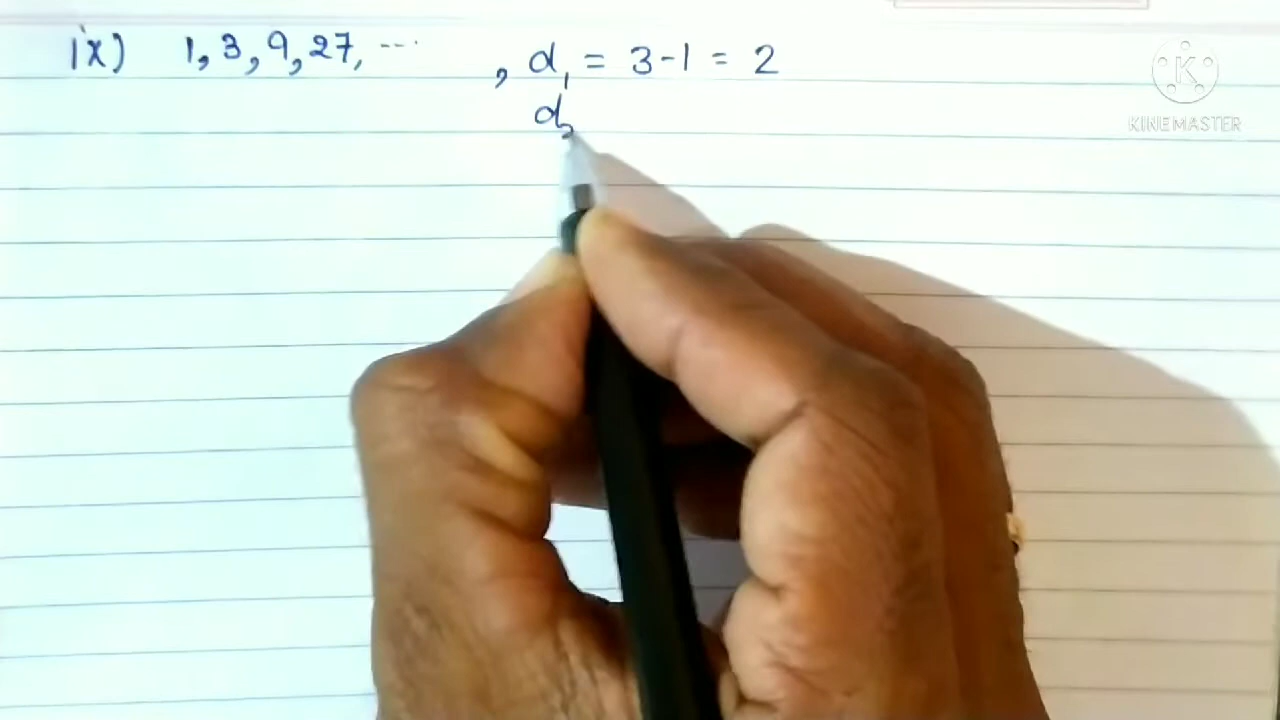 ix) 1, 3, 9, 27, ... , d₁ = 3-1 = 2
d₂
K
KINEMASTER